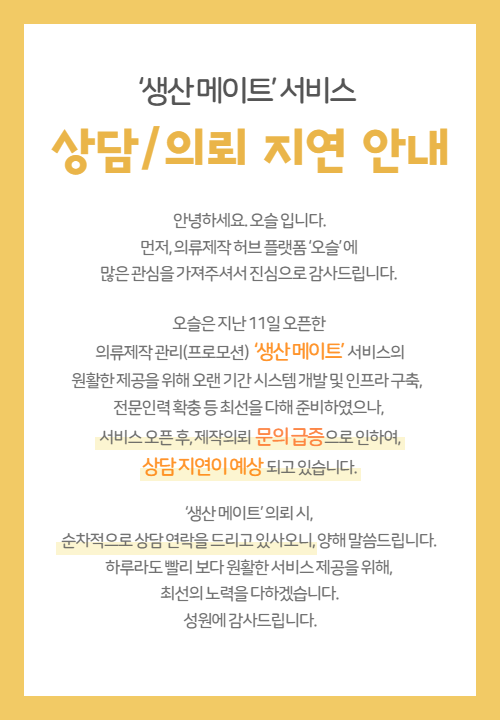 ‘생산 메이트’ 서비스
상담/의뢰 지연 안내
안녕하세요. 오슬 입니다.
먼저, 의류제작 허브 플랫폼 ‘오슬’에
많은 관심을 가져주셔서 진심으로 감사드립니다.
오슬은 지난 11일 오픈한
의류제작 관리(프로모션) ‘생산 메이트’ 서비스의
원활한 제공을 위해 오랜 기간 시스템 개발 및 인프라 구축,
전문인력 확충 등 최선을 다해 준비하였으나,
서비스 오픈 후, 제작의뢰 문의 급증으로 인하여,
상담 지연이 예상 되고 있습니다.
‘생산 메이트’ 의뢰 시,
순차적으로 상담 연락을 드리고 있사오니, 양해 말씀드립니다.
하루라도 빨리 보다 원활한 서비스 제공을 위해,
최선의 노력을 다하겠습니다.
성원에 감사드립니다.